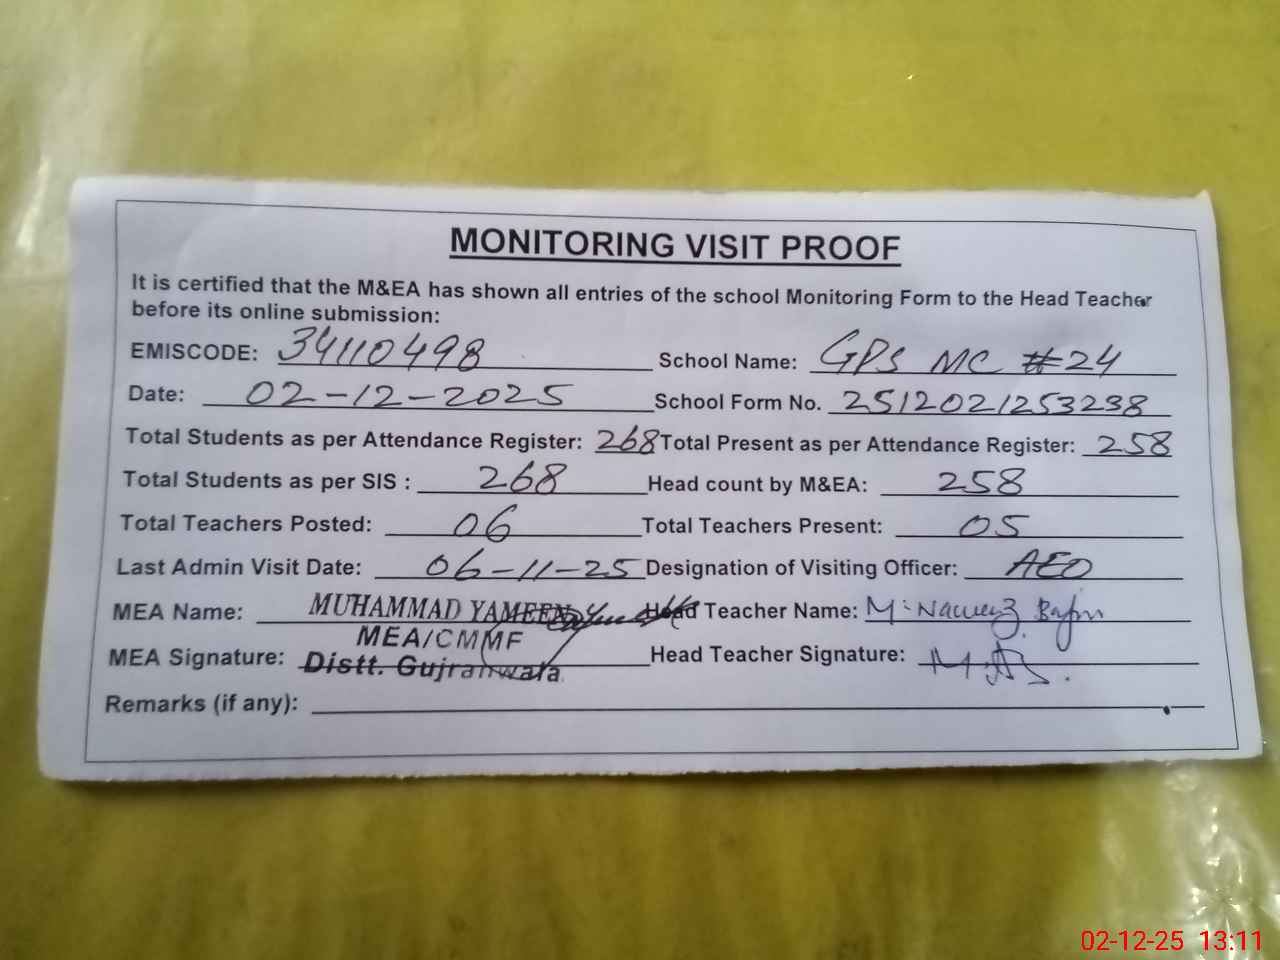 MONITORING VISIT PROOF
It is certified that the M&EA has shown all entries of the school Monitoring Form to the Head Teacher
before its online submission:
EMISCODE: 34110498 School Name: GPS MC #24
Date: 02-12-2025 School Form No. 2512021253238
Total Students as per Attendance Register: 268 Total Present as per Attendance Register: 258
Total Students as per SIS : 268 Head count by M&EA: 258
Total Teachers Posted: 06 Total Teachers Present: 05
Last Admin Visit Date: 06-11-25 Designation of Visiting Officer: AEO
MEA Name: MUHAMMAD YAMEEN Head Teacher Name: M. Nawaz
MEA/CMMF
MEA Signature: Distt. Gujranwala Head Teacher Signature:
Remarks (if any):
02-12-25 13:11